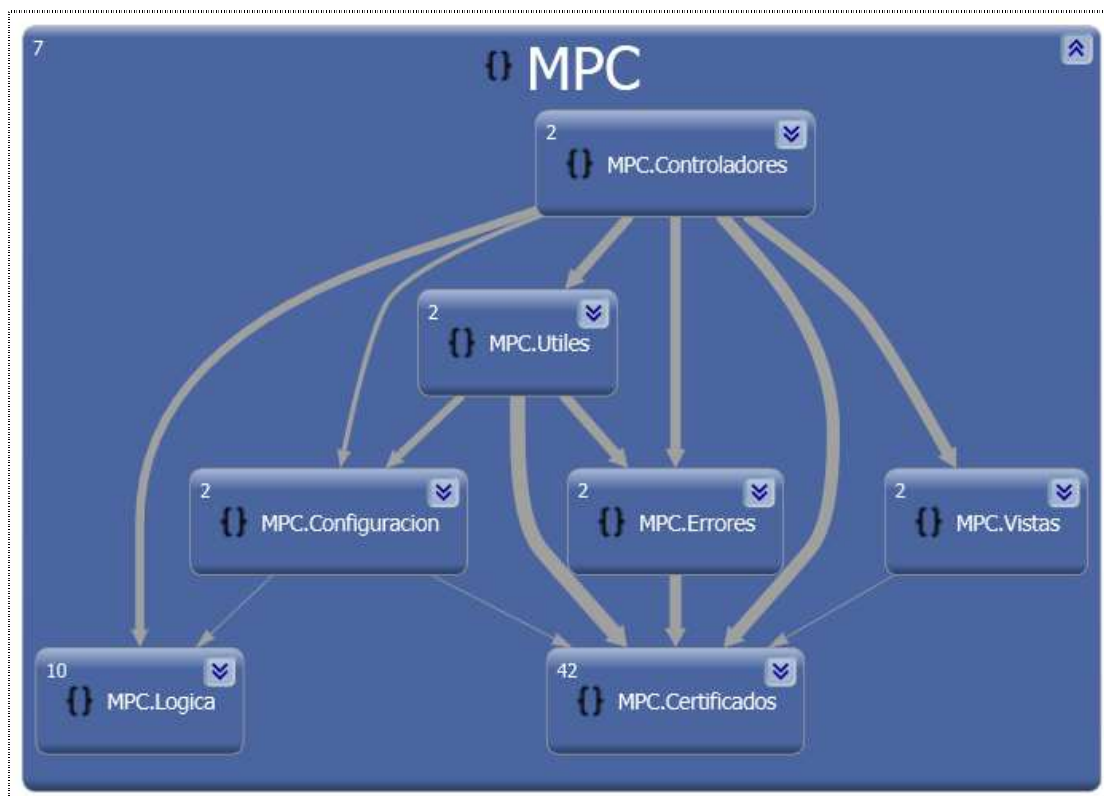 7
{} MPC
2
{} MPC.Controladores
2
{} MPC.Utiles
2
{} MPC.Configuracion
2
{} MPC.Errores
2
{} MPC.Vistas
10
{} MPC.Logica
42
{} MPC.Certificados